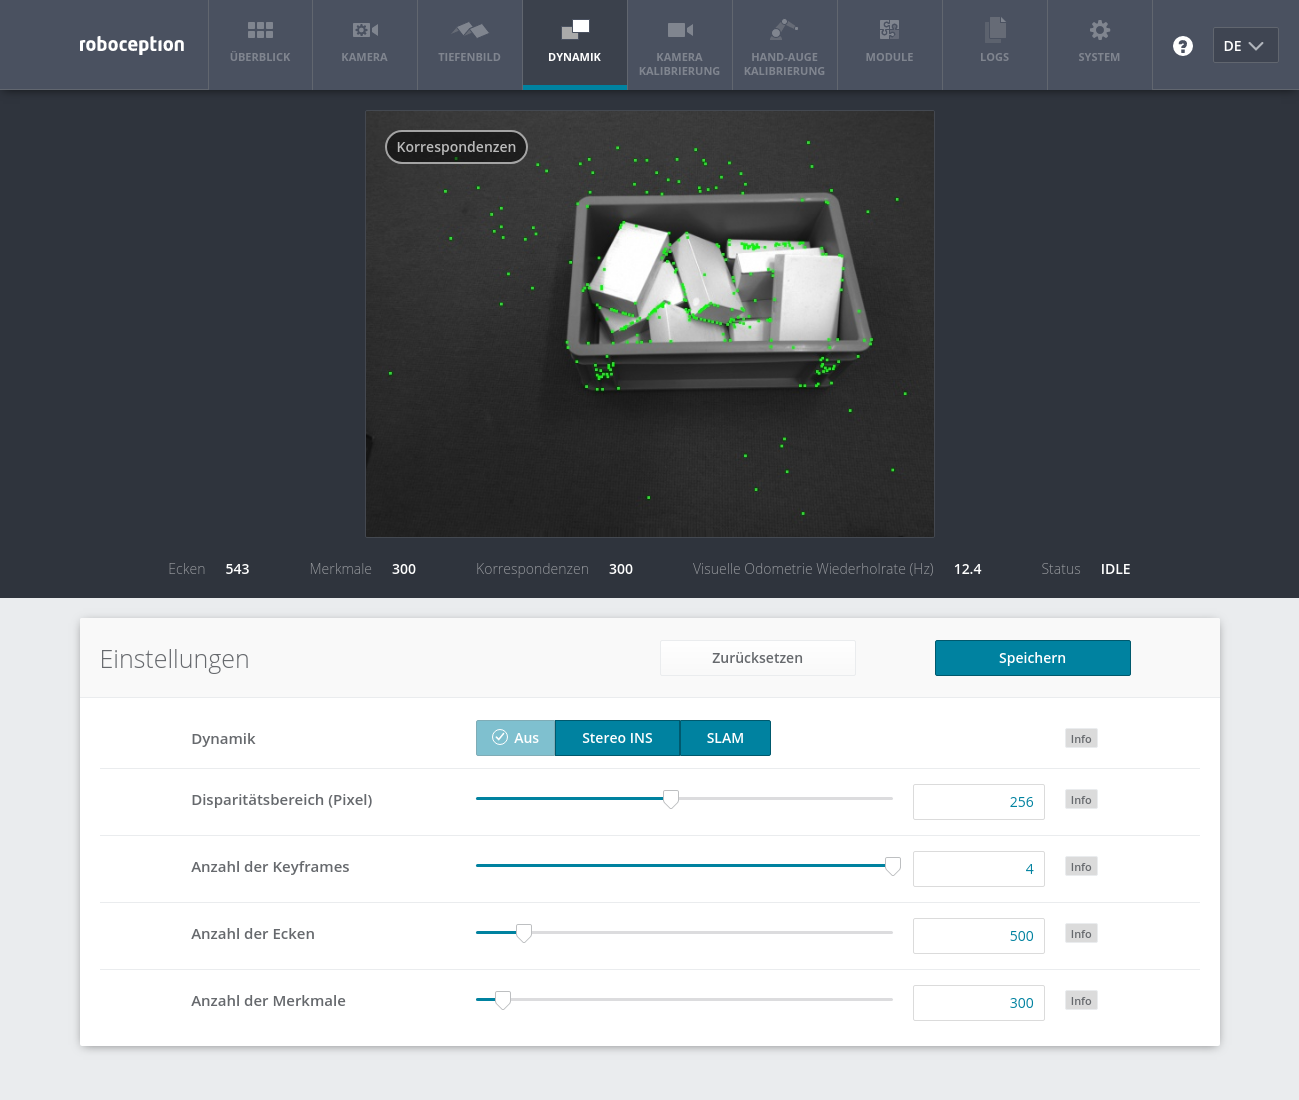 roboception
ÜBERBLICK
KAMERA
TIEFENBILD
DYNAMIK
KAMERA
KALIBRIERUNG
HAND-AUGE
KALIBRIERUNG
MODULE
LOGS
SYSTEM
?
DE
Korrespondenzen
Ecken 543 Merkmale 300 Korrespondenzen 300 Visuelle Odometrie Wiederholrate (Hz) 12.4 Status IDLE
Einstellungen Zurücksetzen Speichern
Dynamik Aus Stereo INS SLAM Info
Disparitätsbereich (Pixel) 256 Info
Anzahl der Keyframes 4 Info
Anzahl der Ecken 500 Info
Anzahl der Merkmale 300 Info